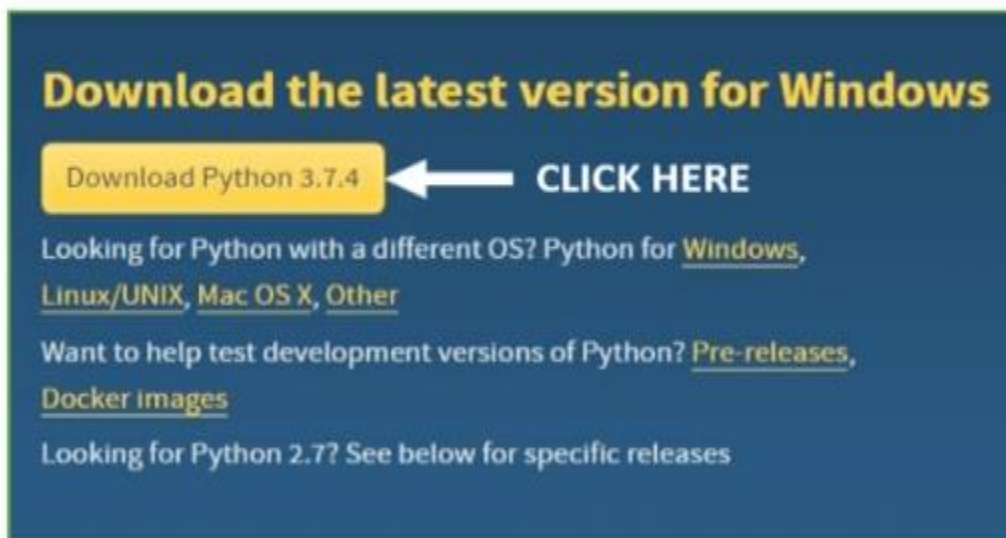 Download the latest version for Windows
Download Python 3.7.4
CLICK HERE
Looking for Python with a different OS? Python for Windows,
Linux/UNIX, Mac OS X, Other
Want to help test development versions of Python? Pre-releases,
Docker images
Looking for Python 2.7? See below for specific releases